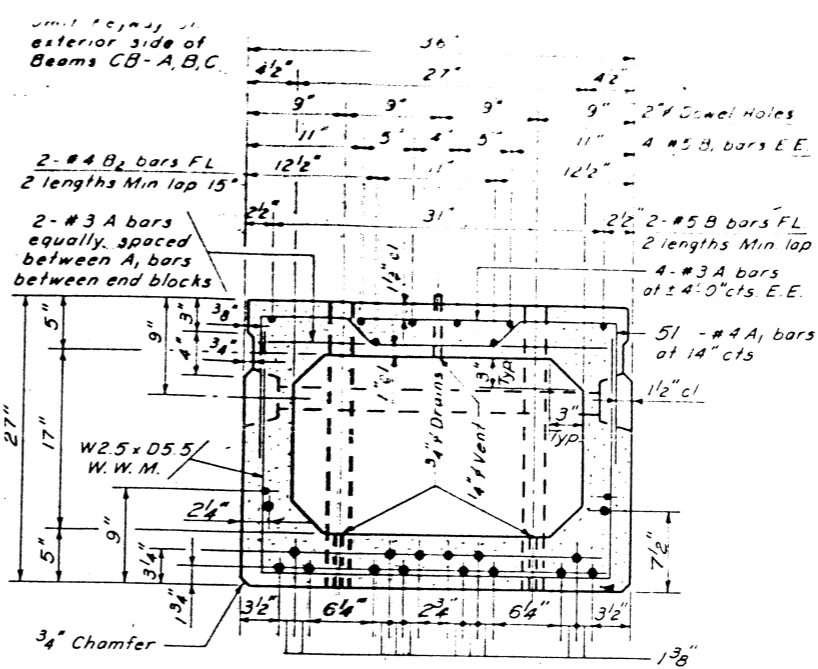 exterior side of
Beams CB-A,B,C
36"
4½" 27" 4½"
9" 9" 9" 9" 2"∅ Dowel Holes
11" 5" 4" 5" 11" 4 #5 B, bars E.E.
2-#4 B₂ bars FL
2 lengths Min lap 15"
12½" 11" 12½"
2½" 31" 2½"
2-#5 B bars FL
2 lengths Min lap
2-#3 A bars
equally spaced
between A, bars
between end blocks
4-#3 A bars
at ±4'-0"cts. E.E.
1½" cl
51 -#4 A, bars
at 14" cts
27"
5"
9"
3"
3/8"
4"
3/4"
1" cl
3"
Typ
1½" cl
3"
Typ
17"
¾"∅ Drains
¼"∅ Vent
W2.5 x D5.5
W.W.M.
2¼"
9"
5"
3¼"
1¾"
7½"
3½" 6¼" 2¾" 6¼" 3½"
¾" Chamfer
1⅜"